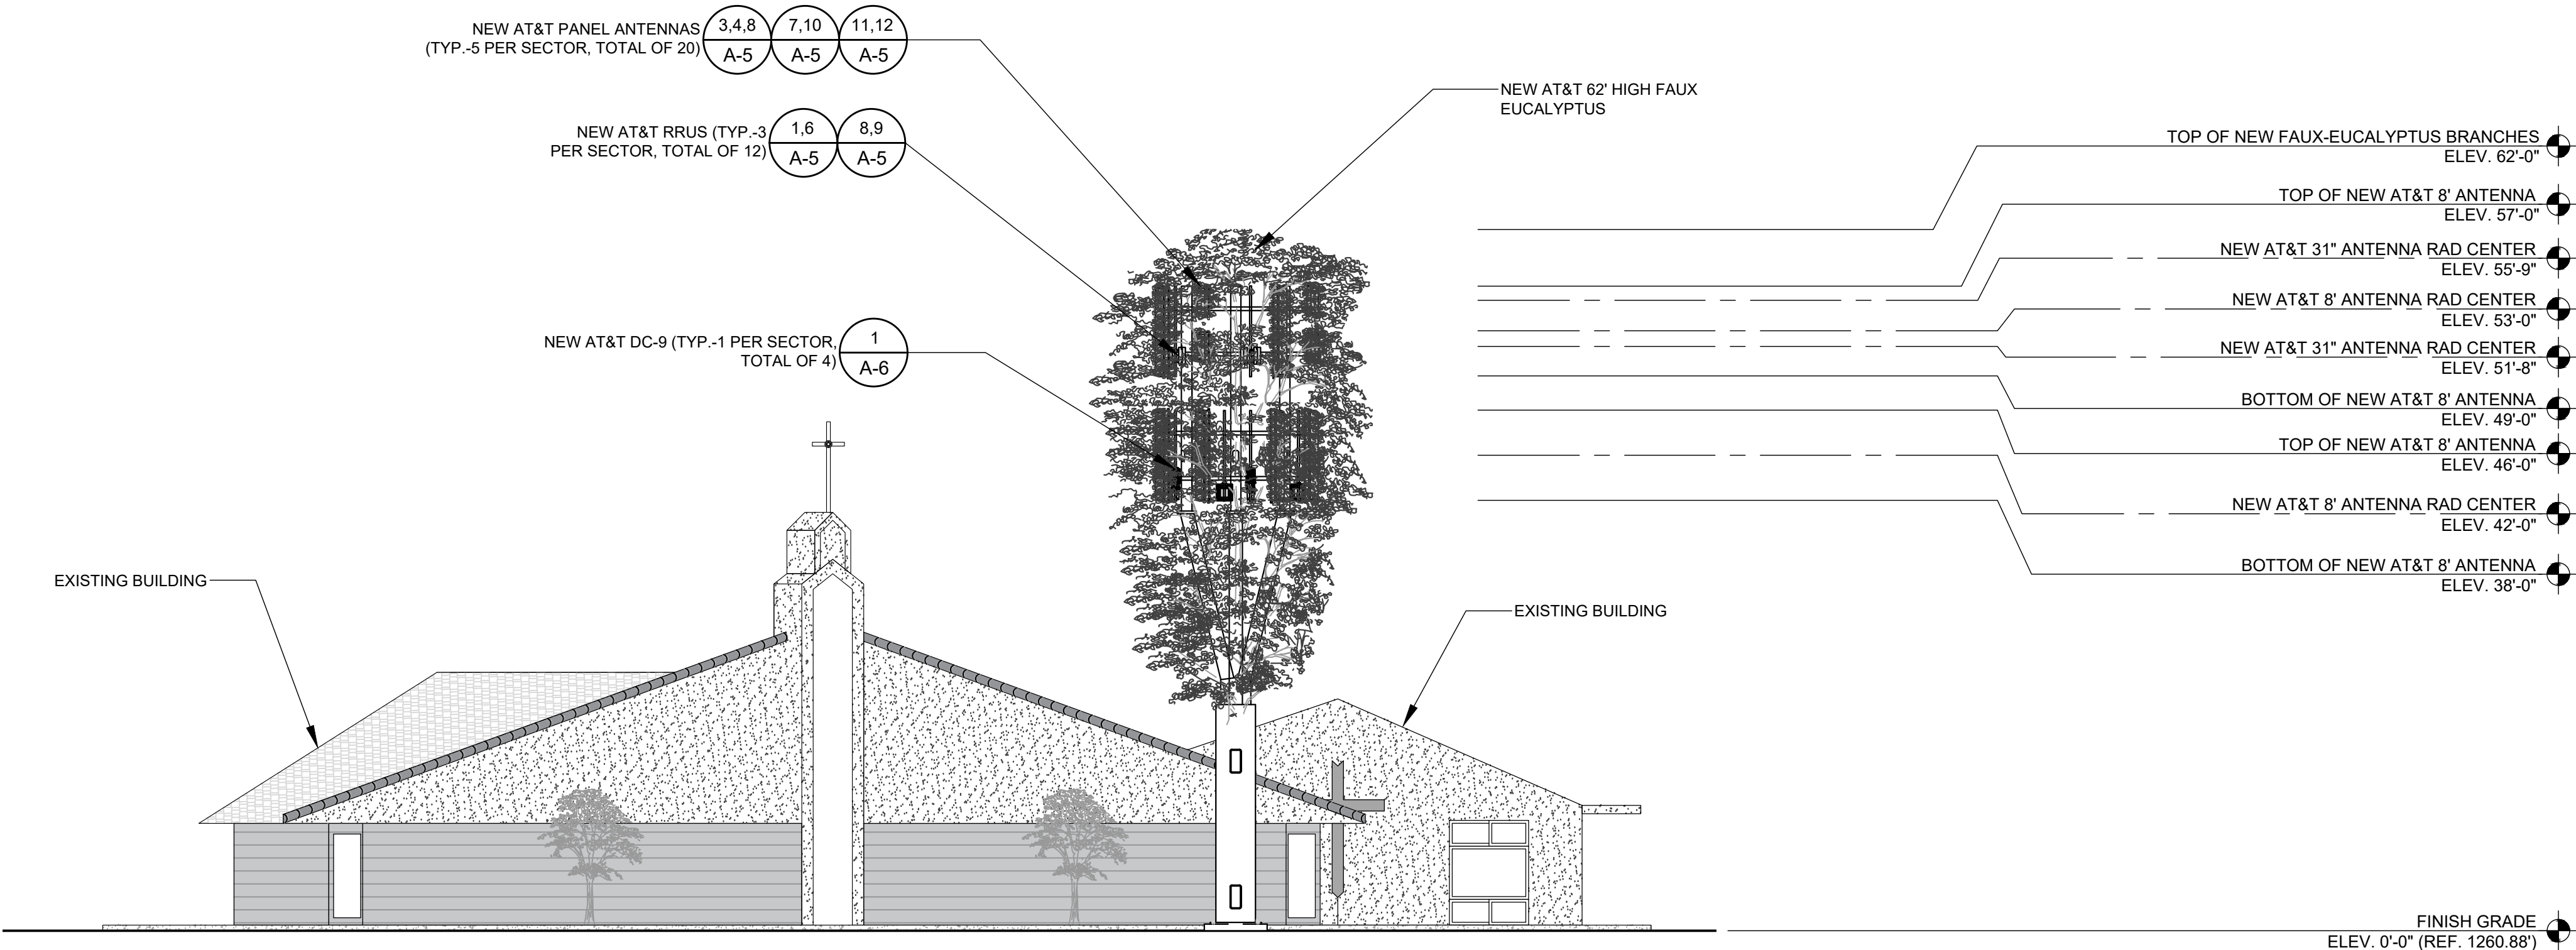 NEW AT&T PANEL ANTENNAS
(TYP.-5 PER SECTOR, TOTAL OF 20)
3,4,8
A-5
7,10
A-5
11,12
A-5
NEW AT&T RRUS (TYP.-3
PER SECTOR, TOTAL OF 12)
1,6
A-5
8,9
A-5
NEW AT&T DC-9 (TYP.-1 PER SECTOR,
TOTAL OF 4)
1
A-6
EXISTING BUILDING
NEW AT&T 62' HIGH FAUX
EUCALYPTUS
EXISTING BUILDING
TOP OF NEW FAUX-EUCALYPTUS BRANCHES
ELEV. 62'-0"
TOP OF NEW AT&T 8' ANTENNA
ELEV. 57'-0"
NEW AT&T 31" ANTENNA RAD CENTER
ELEV. 55'-9"
NEW AT&T 8' ANTENNA RAD CENTER
ELEV. 53'-0"
NEW AT&T 31" ANTENNA RAD CENTER
ELEV. 51'-8"
BOTTOM OF NEW AT&T 8' ANTENNA
ELEV. 49'-0"
TOP OF NEW AT&T 8' ANTENNA
ELEV. 46'-0"
NEW AT&T 8' ANTENNA RAD CENTER
ELEV. 42'-0"
BOTTOM OF NEW AT&T 8' ANTENNA
ELEV. 38'-0"
FINISH GRADE
ELEV. 0'-0" (REF. 1260.88')